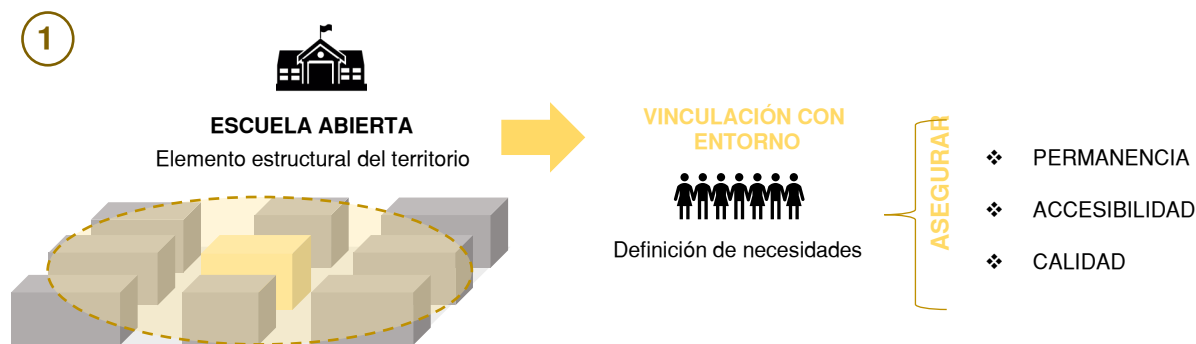 1
ESCUELA ABIERTA
Elemento estructural del territorio
VINCULACIÓN CON
ENTORNO
Definición de necesidades
ASEGURAR
❖ PERMANENCIA
❖ ACCESIBILIDAD
❖ CALIDAD